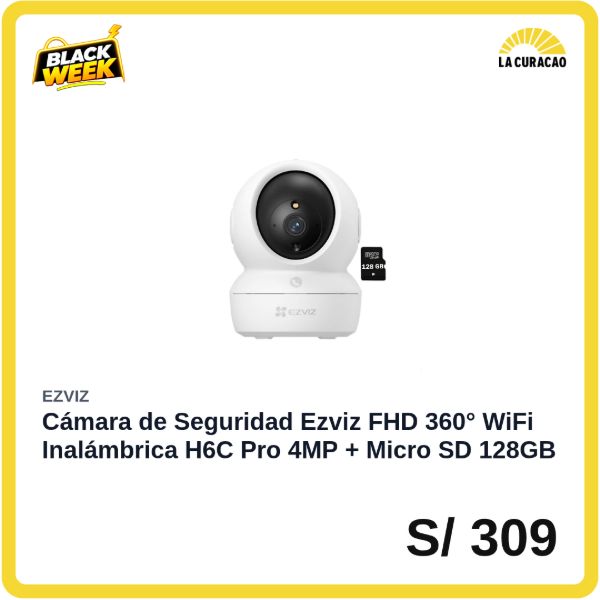 BLACK
WEEK
LA CURACAO
micro
128 GB
EZVIZ
EZVIZ
Cámara de Seguridad Ezviz FHD 360° WiFi
Inalámbrica H6C Pro 4MP + Micro SD 128GB
S/ 309